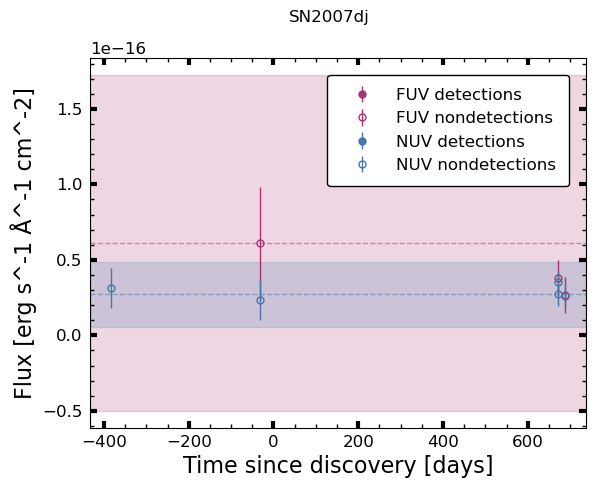 SN2007dj
1e−16
1.5
1.0
0.5
0.0
−0.5
Flux [erg s^-1 Å^-1 cm^-2]
FUV detections
FUV nondetections
NUV detections
NUV nondetections
−400 −200 0 200 400 600
Time since discovery [days]